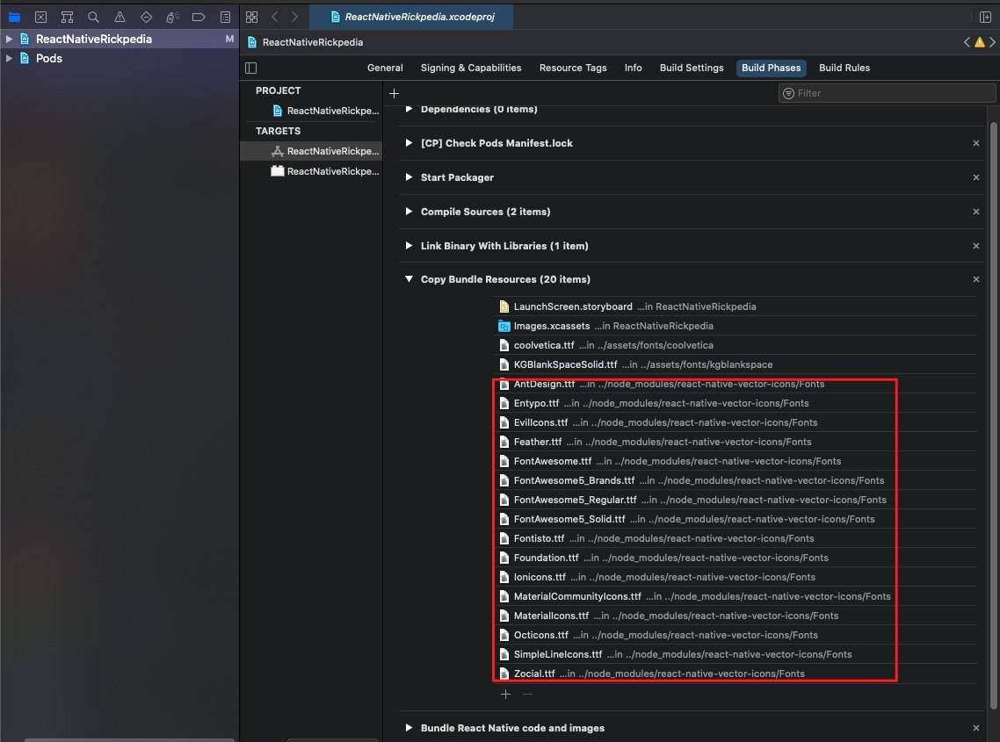 ReactNativeRickpedia.xcodeproj
ReactNativeRickpedia M
ReactNativeRickpedia
Pods
General Signing & Capabilities Resource Tags Info Build Settings Build Phases Build Rules
PROJECT
ReactNativeRickpe...
TARGETS
ReactNativeRickpe...
ReactNativeRickpe...
Filter
Dependencies (0 items)
[CP] Check Pods Manifest.lock
Start Packager
Compile Sources (2 items)
Link Binary With Libraries (1 item)
Copy Bundle Resources (20 items)
LaunchScreen.storyboard ...in ReactNativeRickpedia
Images.xcassets ...in ReactNativeRickpedia
coolvetica.ttf ...in ../assets/fonts/coolvetica
KGBlankSpaceSolid.ttf ...in ../assets/fonts/kgblankspace
AntDesign.ttf ...in ../node_modules/react-native-vector-icons/Fonts
Entypo.ttf ...in ../node_modules/react-native-vector-icons/Fonts
EvilIcons.ttf ...in ../node_modules/react-native-vector-icons/Fonts
Feather.ttf ...in ../node_modules/react-native-vector-icons/Fonts
FontAwesome.ttf ...in ../node_modules/react-native-vector-icons/Fonts
FontAwesome5_Brands.ttf ...in ../node_modules/react-native-vector-icons/Fonts
FontAwesome5_Regular.ttf ...in ../node_modules/react-native-vector-icons/Fonts
FontAwesome5_Solid.ttf ...in ../node_modules/react-native-vector-icons/Fonts
Fontisto.ttf ...in ../node_modules/react-native-vector-icons/Fonts
Foundation.ttf ...in ../node_modules/react-native-vector-icons/Fonts
Ionicons.ttf ...in ../node_modules/react-native-vector-icons/Fonts
MaterialCommunityIcons.ttf ...in ../node_modules/react-native-vector-icons/Fonts
MaterialIcons.ttf ...in ../node_modules/react-native-vector-icons/Fonts
Octicons.ttf ...in ../node_modules/react-native-vector-icons/Fonts
SimpleLineIcons.ttf ...in ../node_modules/react-native-vector-icons/Fonts
Zocial.ttf ...in ../node_modules/react-native-vector-icons/Fonts
Bundle React Native code and images